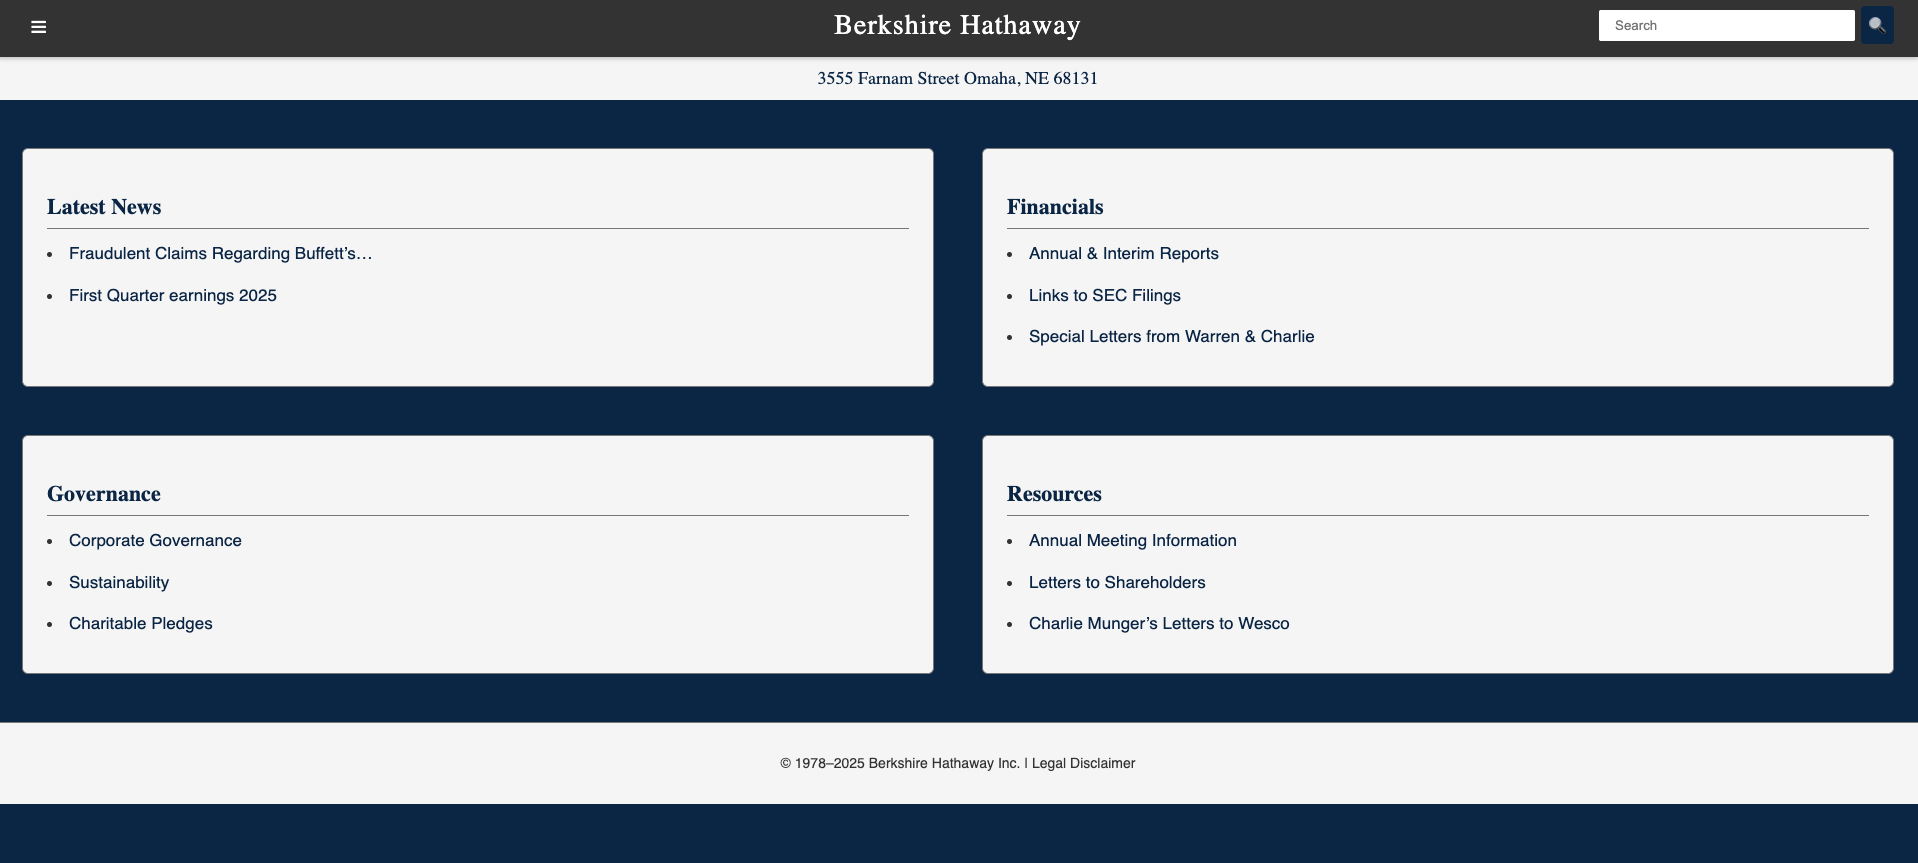 Berkshire Hathaway
Search
3555 Farnam Street Omaha, NE 68131
Latest News
Fraudulent Claims Regarding Buffett’s…
First Quarter earnings 2025
Financials
Annual & Interim Reports
Links to SEC Filings
Special Letters from Warren & Charlie
Governance
Corporate Governance
Sustainability
Charitable Pledges
Resources
Annual Meeting Information
Letters to Shareholders
Charlie Munger’s Letters to Wesco
© 1978–2025 Berkshire Hathaway Inc. | Legal Disclaimer